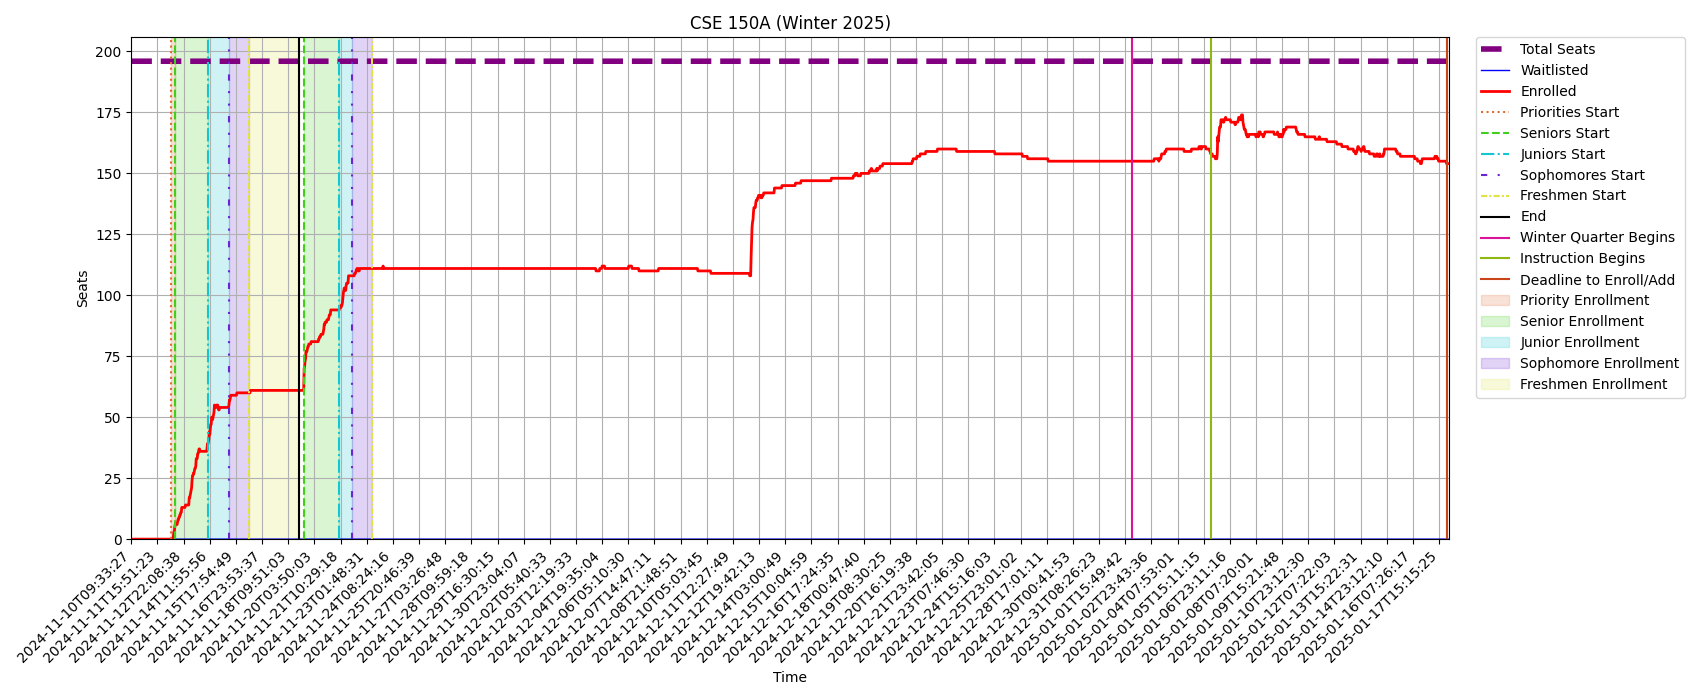 CSE 150A (Winter 2025)
Seats
200
175
150
125
100
75
50
25
0
2024-11-10T09:33:27
2024-11-11T15:51:23
2024-11-12T22:08:38
2024-11-14T11:55:56
2024-11-15T17:54:49
2024-11-16T23:53:37
2024-11-18T09:51:03
2024-11-20T03:50:03
2024-11-21T10:29:18
2024-11-23T01:48:31
2024-11-24T08:24:16
2024-11-25T20:46:39
2024-11-27T03:26:48
2024-11-28T09:59:18
2024-11-29T16:30:15
2024-11-30T23:04:07
2024-12-02T05:40:33
2024-12-03T12:19:33
2024-12-04T19:35:04
2024-12-06T05:10:30
2024-12-07T14:47:11
2024-12-08T21:48:51
2024-12-10T05:03:45
2024-12-11T12:27:49
2024-12-12T19:42:13
2024-12-14T03:00:49
2024-12-15T10:04:59
2024-12-16T17:24:35
2024-12-18T00:47:40
2024-12-19T08:30:25
2024-12-20T16:19:38
2024-12-21T23:42:05
2024-12-23T07:46:30
2024-12-24T15:16:03
2024-12-25T23:01:02
2024-12-28T17:01:11
2024-12-30T00:41:53
2024-12-31T08:26:23
2025-01-01T15:49:42
2025-01-02T23:43:36
2025-01-04T07:53:01
2025-01-05T15:11:15
2025-01-06T23:11:16
2025-01-08T07:20:01
2025-01-09T15:21:48
2025-01-10T23:12:30
2025-01-12T07:22:03
2025-01-13T15:22:31
2025-01-14T23:12:10
2025-01-16T07:26:17
2025-01-17T15:15:25
Time
Total Seats
Waitlisted
Enrolled
Priorities Start
Seniors Start
Juniors Start
Sophomores Start
Freshmen Start
End
Winter Quarter Begins
Instruction Begins
Deadline to Enroll/Add
Priority Enrollment
Senior Enrollment
Junior Enrollment
Sophomore Enrollment
Freshmen Enrollment